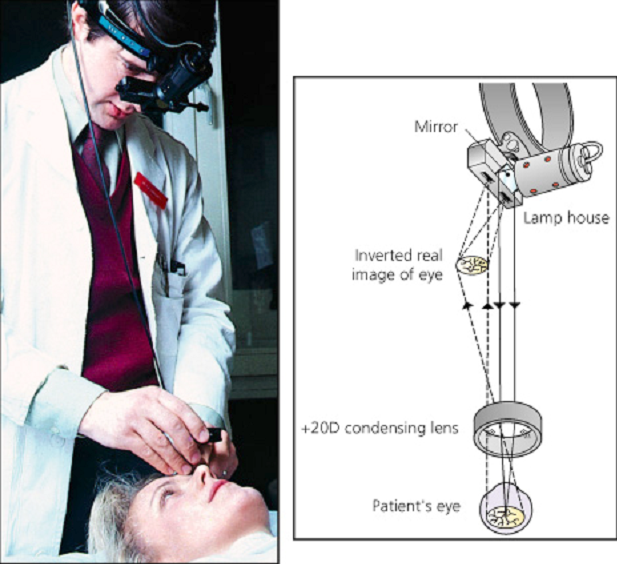 Mirror
Lamp house
Inverted real
image of eye
+20D condensing lens
Patient's eye